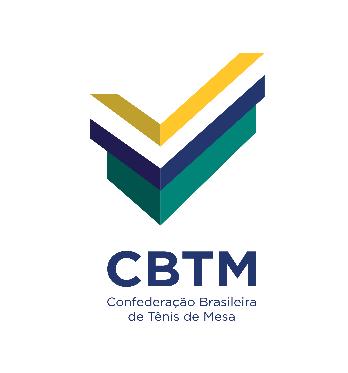 CBTM
Confederação Brasileira
de Tênis de Mesa